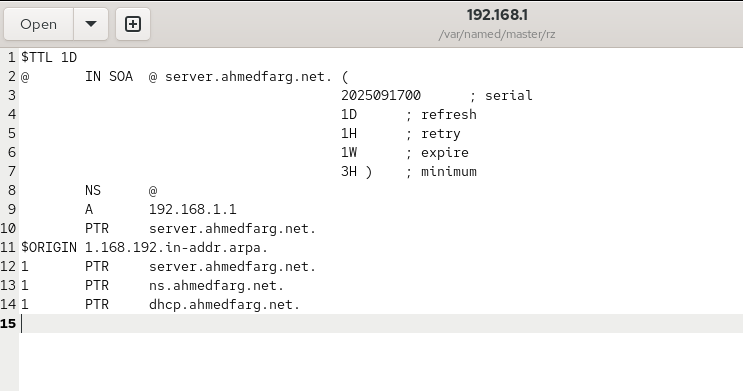 Open
192.168.1
/var/named/master/rz
1 $TTL 1D
2 @ IN SOA @ server.ahmedfarg.net. (
3 2025091700 ; serial
4 1D ; refresh
5 1H ; retry
6 1W ; expire
7 3H ) ; minimum
8 NS @
9 A 192.168.1.1
10 PTR server.ahmedfarg.net.
11 $ORIGIN 1.168.192.in-addr.arpa.
12 1 PTR server.ahmedfarg.net.
13 1 PTR ns.ahmedfarg.net.
14 1 PTR dhcp.ahmedfarg.net.
15